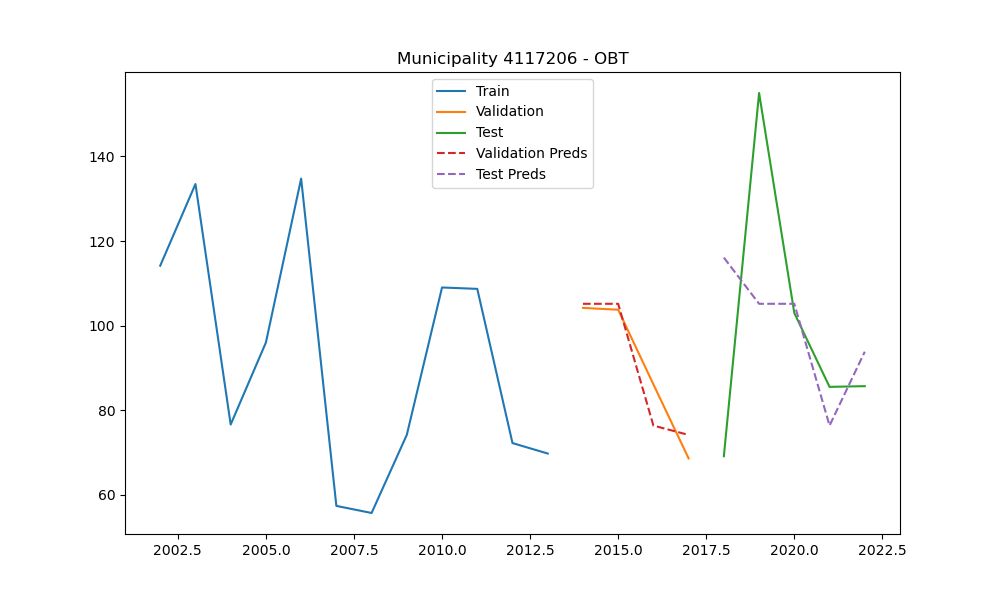 Municipality 4117206 - OBT
Train
Validation
Test
Validation Preds
Test Preds
140
120
100
80
60
2002.5 2005.0 2007.5 2010.0 2012.5 2015.0 2017.5 2020.0 2022.5